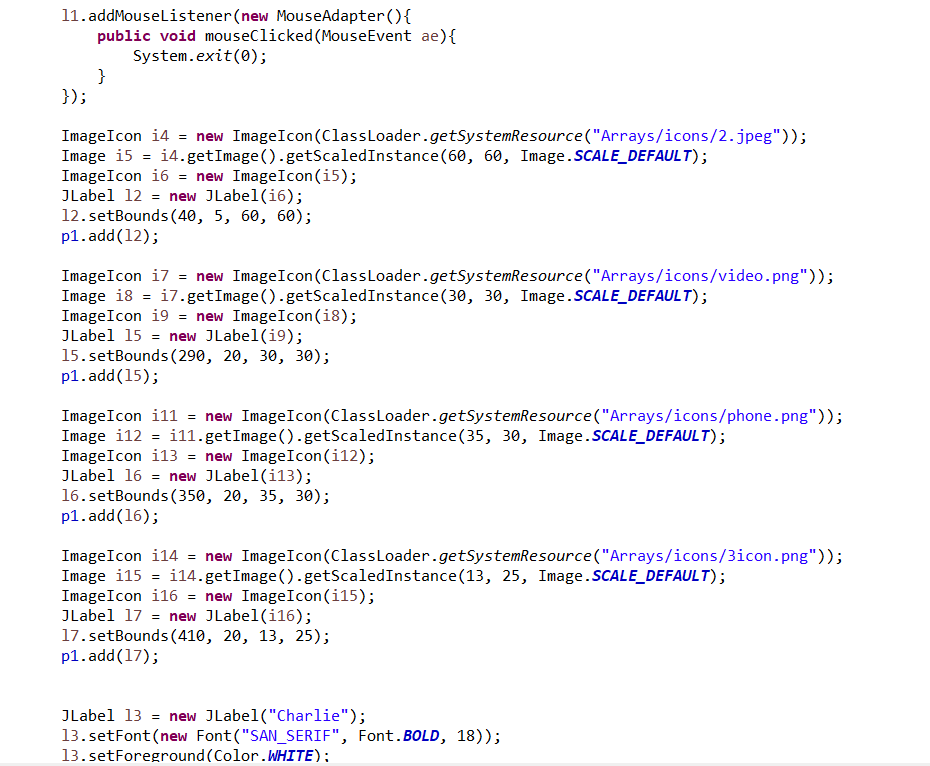 l1.addMouseListener(new MouseAdapter(){
    public void mouseClicked(MouseEvent ae){
        System.exit(0);
    }
});

ImageIcon i4 = new ImageIcon(ClassLoader.getSystemResource("Arrays/icons/2.jpeg"));
Image i5 = i4.getImage().getScaledInstance(60, 60, Image.SCALE_DEFAULT);
ImageIcon i6 = new ImageIcon(i5);
JLabel l2 = new JLabel(i6);
l2.setBounds(40, 5, 60, 60);
p1.add(l2);

ImageIcon i7 = new ImageIcon(ClassLoader.getSystemResource("Arrays/icons/video.png"));
Image i8 = i7.getImage().getScaledInstance(30, 30, Image.SCALE_DEFAULT);
ImageIcon i9 = new ImageIcon(i8);
JLabel l5 = new JLabel(i9);
l5.setBounds(290, 20, 30, 30);
p1.add(l5);

ImageIcon i11 = new ImageIcon(ClassLoader.getSystemResource("Arrays/icons/phone.png"));
Image i12 = i11.getImage().getScaledInstance(35, 30, Image.SCALE_DEFAULT);
ImageIcon i13 = new ImageIcon(i12);
JLabel l6 = new JLabel(i13);
l6.setBounds(350, 20, 35, 30);
p1.add(l6);

ImageIcon i14 = new ImageIcon(ClassLoader.getSystemResource("Arrays/icons/3icon.png"));
Image i15 = i14.getImage().getScaledInstance(13, 25, Image.SCALE_DEFAULT);
ImageIcon i16 = new ImageIcon(i15);
JLabel l7 = new JLabel(i16);
l7.setBounds(410, 20, 13, 25);
p1.add(l7);

JLabel l3 = new JLabel("Charlie");
l3.setFont(new Font("SAN_SERIF", Font.BOLD, 18));
l3.setForeground(Color.WHITE);